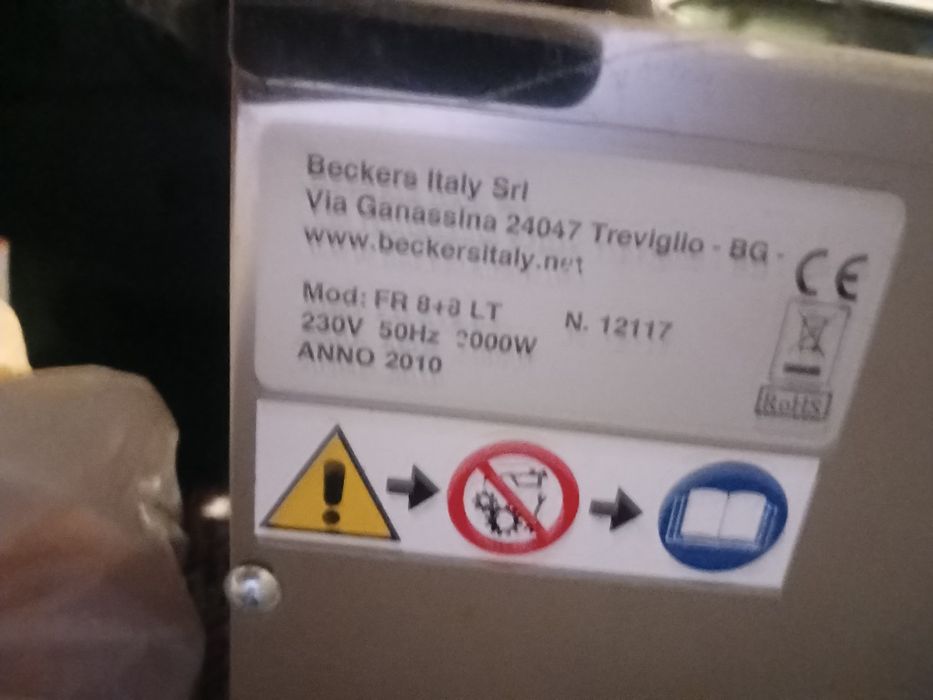 Beckers Italy Srl
Via Ganassina 24047 Treviglio - BG -
www.beckersitaly.net
CE
Mod: FR 8+8 LT N. 12117
230V 50Hz
ANNO 2010
RoHS